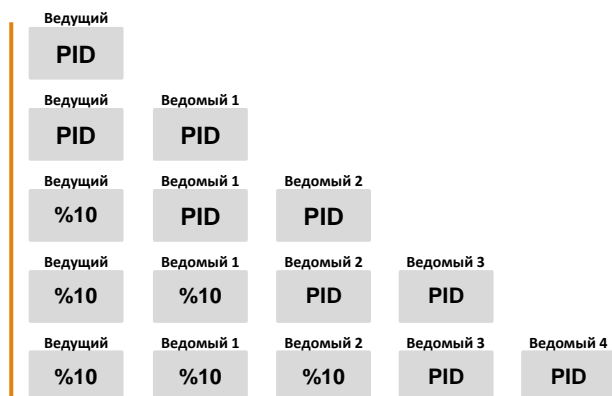 Ведущий
PID
Ведущий Ведомый 1
PID PID
Ведущий Ведомый 1 Ведомый 2
%10 PID PID
Ведущий Ведомый 1 Ведомый 2 Ведомый 3
%10 %10 PID PID
Ведущий Ведомый 1 Ведомый 2 Ведомый 3 Ведомый 4
%10 %10 %10 PID PID